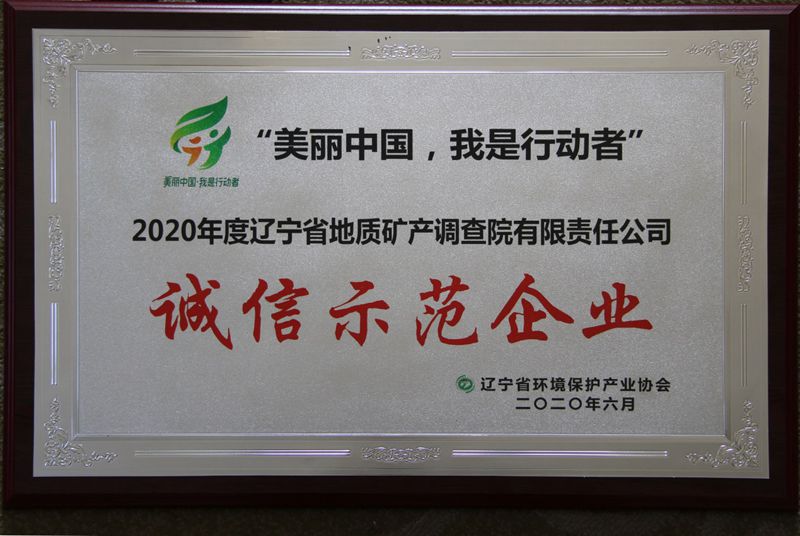 “美丽中国，我是行动者”
美丽中国·我是行动者
2020年度辽宁省地质矿产调查院有限责任公司
诚信示范企业
辽宁省环境保护产业协会
二〇二〇年六月